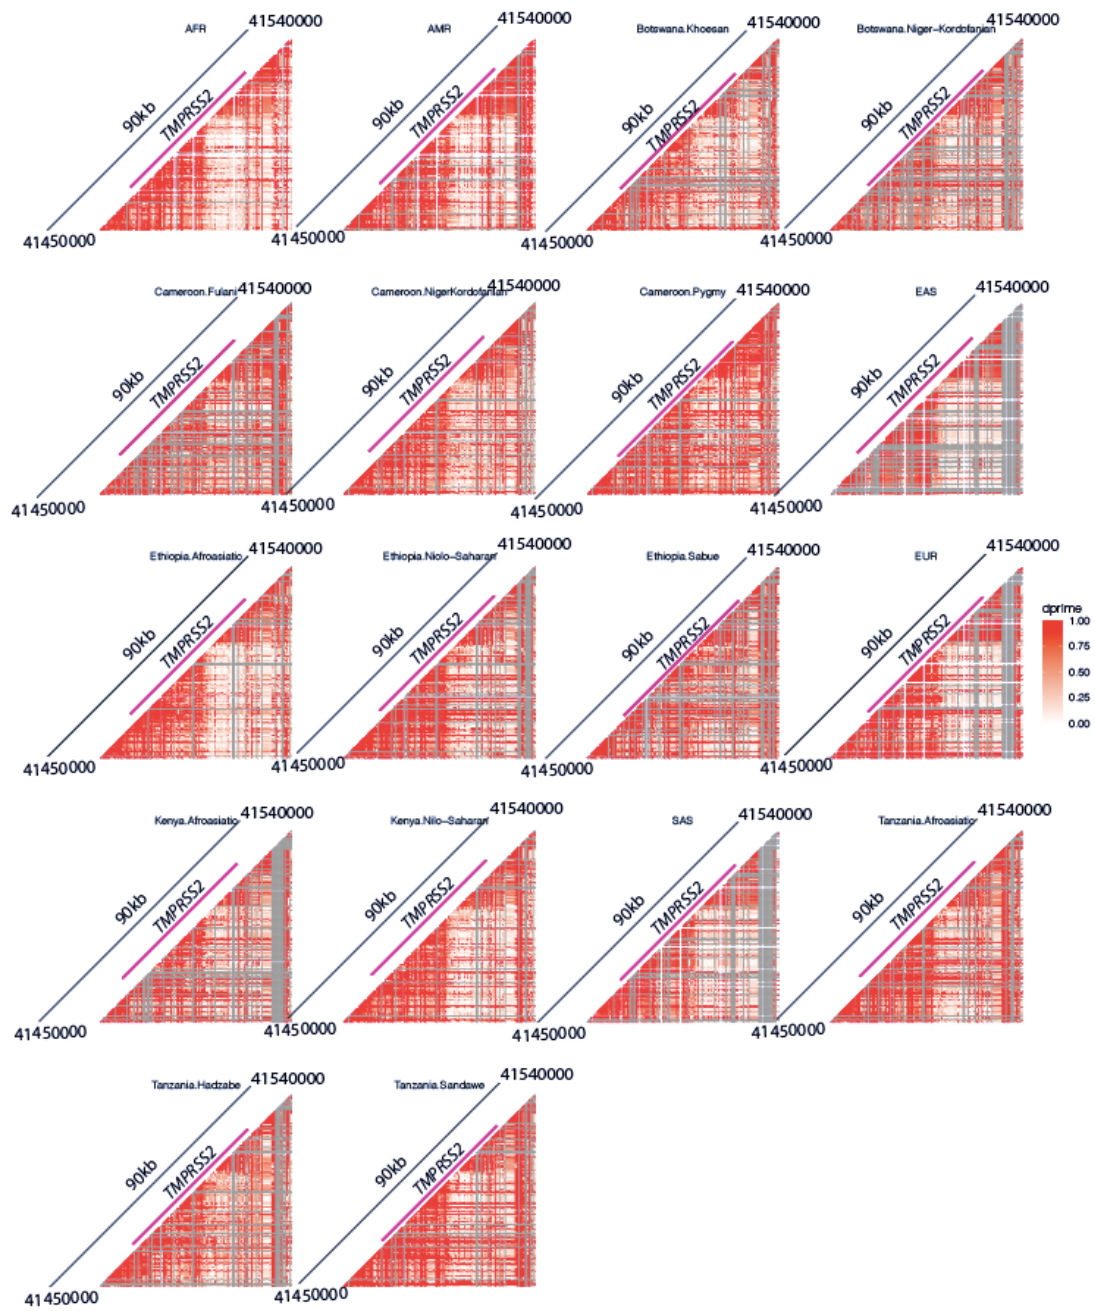 AFR
41540000
90kb
TMPRSS2
41450000
AMR
41540000
90kb
TMPRSS2
41450000
Botswana.Khoesan
41540000
90kb
TMPRSS2
41450000
Botswana.Niger-Kordofanian
41540000
90kb
TMPRSS2
41450000
Cameroon.Fulani
41540000
90kb
TMPRSS2
41450000
Cameroon.NigerKordofanian
41540000
90kb
TMPRSS2
41450000
Cameroon.Pygmy
41540000
90kb
TMPRSS2
41450000
EAS
41540000
90kb
TMPRSS2
41450000
Ethiopia.Afroasiatic
41540000
90kb
TMPRSS2
41450000
Ethiopia.Niolo-Saharan
41540000
90kb
TMPRSS2
41450000
Ethiopia.Sabue
41540000
90kb
TMPRSS2
41450000
EUR
41540000
90kb
TMPRSS2
41450000
dprime
1.00
0.75
0.50
0.25
0.00
Kenya.Afroasiatic
41540000
90kb
TMPRSS2
41450000
Kenya.Nilo-Saharan
41540000
90kb
TMPRSS2
41450000
SAS
41540000
90kb
TMPRSS2
41450000
Tanzania.Afroasiatic
41540000
90kb
TMPRSS2
41450000
Tanzania.Hadzabe
41540000
90kb
TMPRSS2
41450000
Tanzania.Sandawe
41540000
90kb
TMPRSS2
41450000